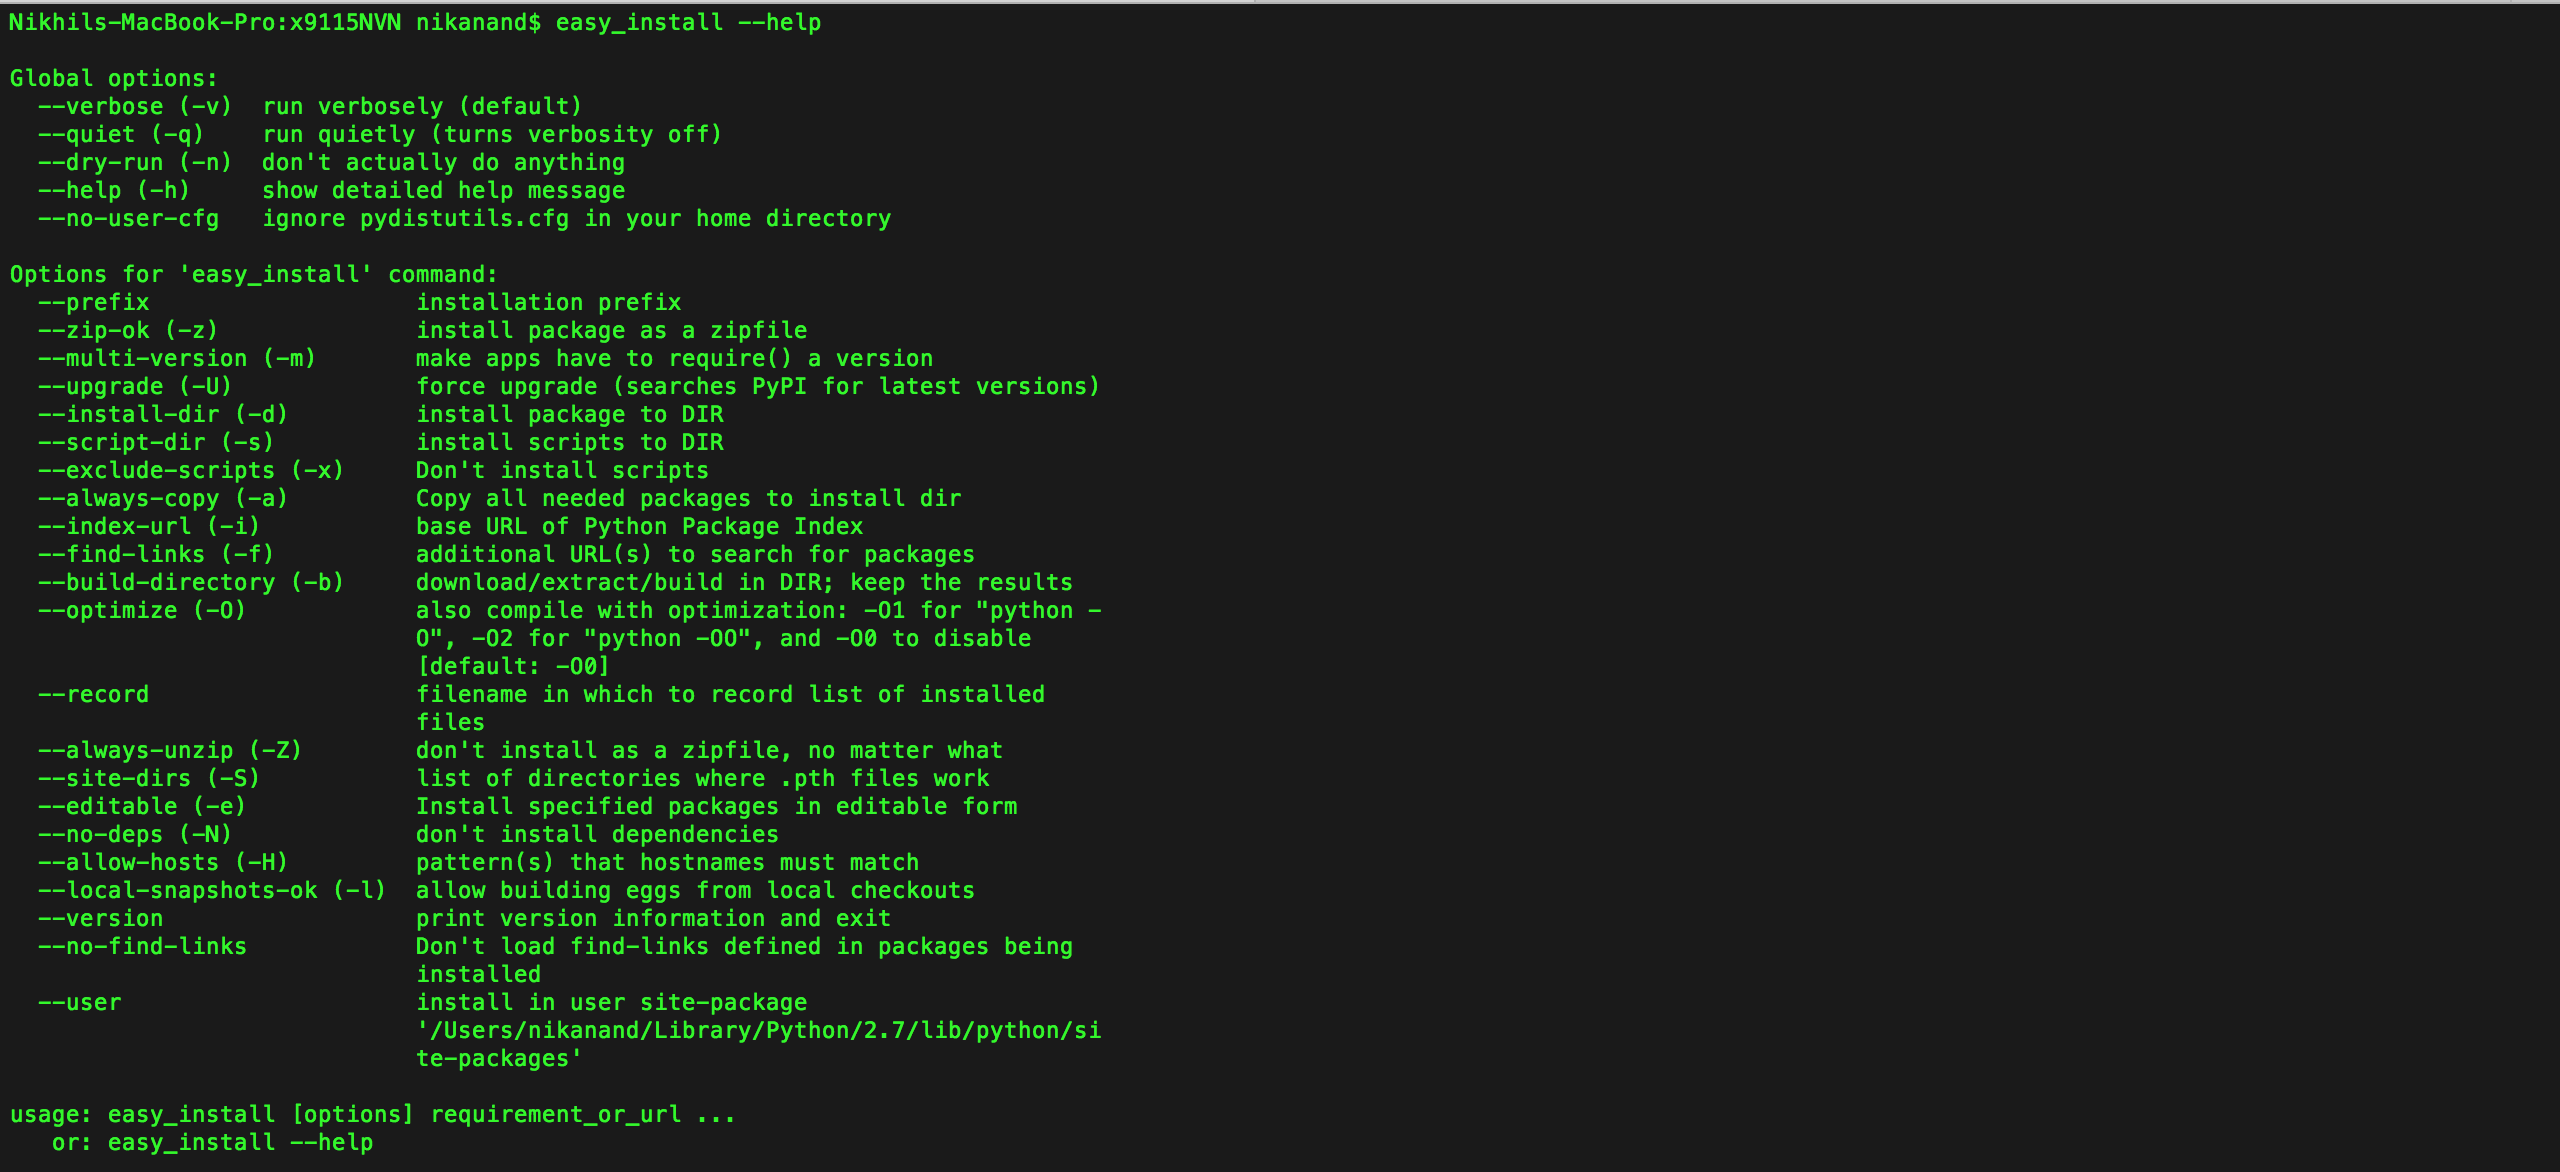 Nikhils-MacBook-Pro:x9115NVN nikanand$ easy_install --help
Global options:
--verbose (-v) run verbosely (default)
--quiet (-q) run quietly (turns verbosity off)
--dry-run (-n) don't actually do anything
--help (-h) show detailed help message
--no-user-cfg ignore pydistutils.cfg in your home directory
Options for 'easy_install' command:
--prefix installation prefix
--zip-ok (-z) install package as a zipfile
--multi-version (-m) make apps have to require() a version
--upgrade (-U) force upgrade (searches PyPI for latest versions)
--install-dir (-d) install package to DIR
--script-dir (-s) install scripts to DIR
--exclude-scripts (-x) Don't install scripts
--always-copy (-a) Copy all needed packages to install dir
--index-url (-i) base URL of Python Package Index
--find-links (-f) additional URL(s) to search for packages
--build-directory (-b) download/extract/build in DIR; keep the results
--optimize (-O) also compile with optimization: -O1 for "python -
O", -O2 for "python -OO", and -O0 to disable
[default: -O0]
--record filename in which to record list of installed
files
--always-unzip (-Z) don't install as a zipfile, no matter what
--site-dirs (-S) list of directories where .pth files work
--editable (-e) Install specified packages in editable form
--no-deps (-N) don't install dependencies
--allow-hosts (-H) pattern(s) that hostnames must match
--local-snapshots-ok (-l) allow building eggs from local checkouts
--version print version information and exit
--no-find-links Don't load find-links defined in packages being
installed
--user install in user site-package
'/Users/nikanand/Library/Python/2.7/lib/python/si
te-packages'
usage: easy_install [options] requirement_or_url ...
or: easy_install --help